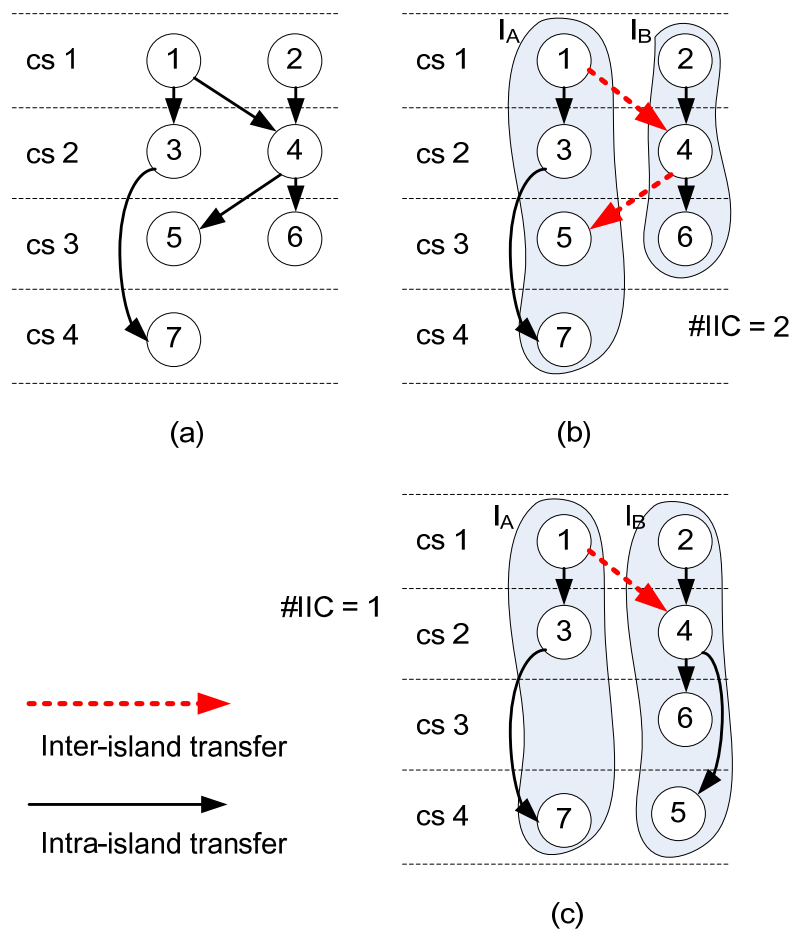 cs 1 1 2
cs 2 3 4
cs 3 5 6
cs 4 7
(a)
I_A I_B
cs 1 1 2
cs 2 3 4
cs 3 5 6
cs 4 7
#IIC = 2
(b)
I_A I_B
cs 1 1 2
#IIC = 1
cs 2 3 4
cs 3 6
cs 4 7 5
(c)
Inter-island transfer
Intra-island transfer